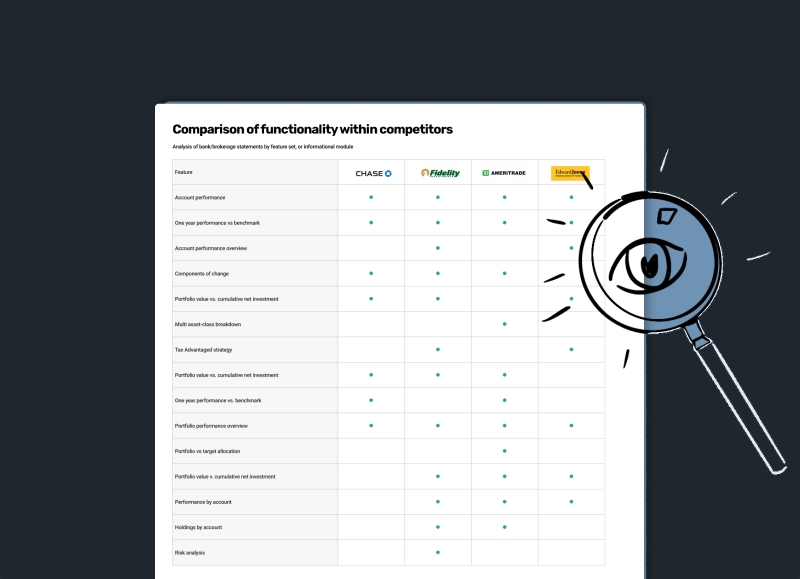 Comparison of functionality within competitors
Analysis of bank/brokerage statements by feature set, or informational module
Feature CHASE Fidelity AMERITRADE Edward Jones
Account performance
One year performance vs benchmark
Account performance overview
Components of change
Portfolio value vs. cumulative net investment
Multi asset-class breakdown
Tax Advantaged strategy
Portfolio value vs. cumulative net investment
One year performance vs. benchmark
Portfolio performance overview
Portfolio vs target allocation
Portfolio value v. cumulative net investment
Performance by account
Holdings by account
Risk analysis